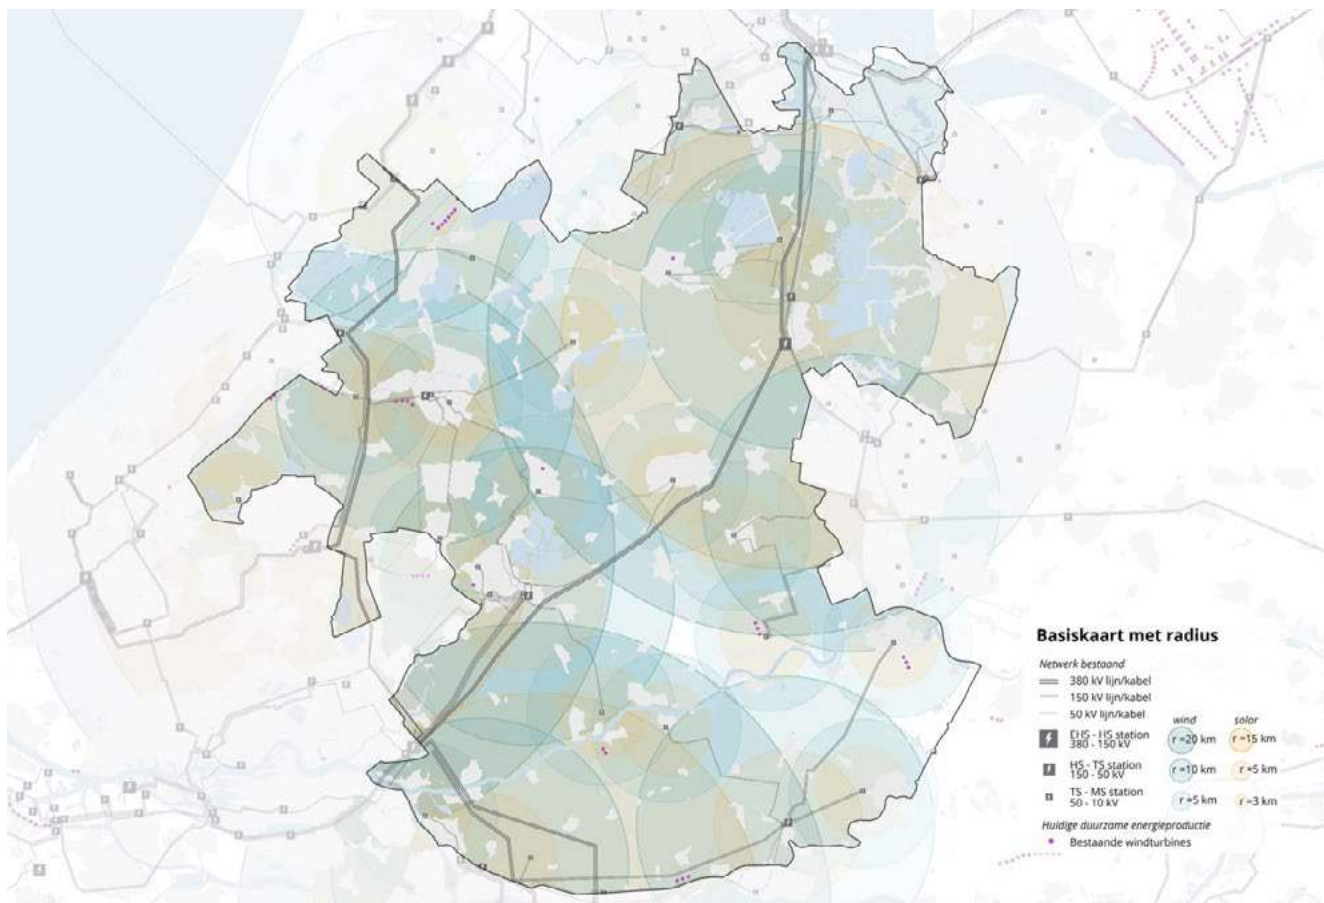 Basiskaart met radius
Netwerk bestaand
380 kV lijn/kabel
150 kV lijn/kabel
50 kV lijn/kabel
wind solar
EHS - HS station
380 - 150 kV
r =20 km r =15 km
HS - TS station
150 - 50 kV
r =10 km r =5 km
TS - MS station
50 - 10 kV
r =5 km r =3 km
Huidige duurzame energieproductie
Bestaande windturbines